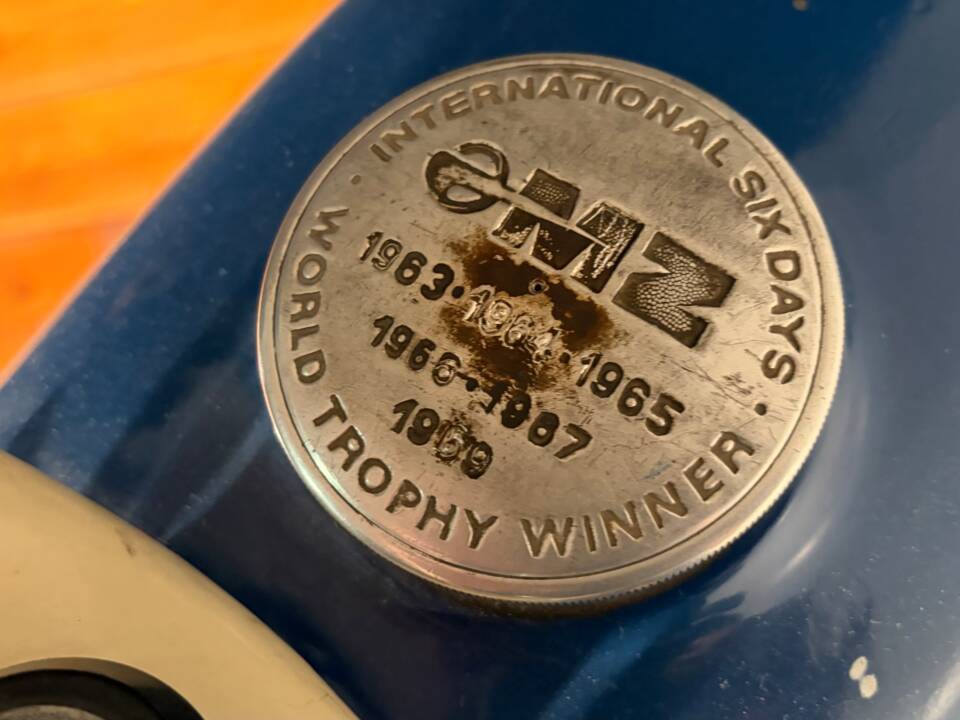 INTERNATIONAL SIX DAYS
MZ
1963·1964·1965
1966·1967
1969
WORLD TROPHY WINNER